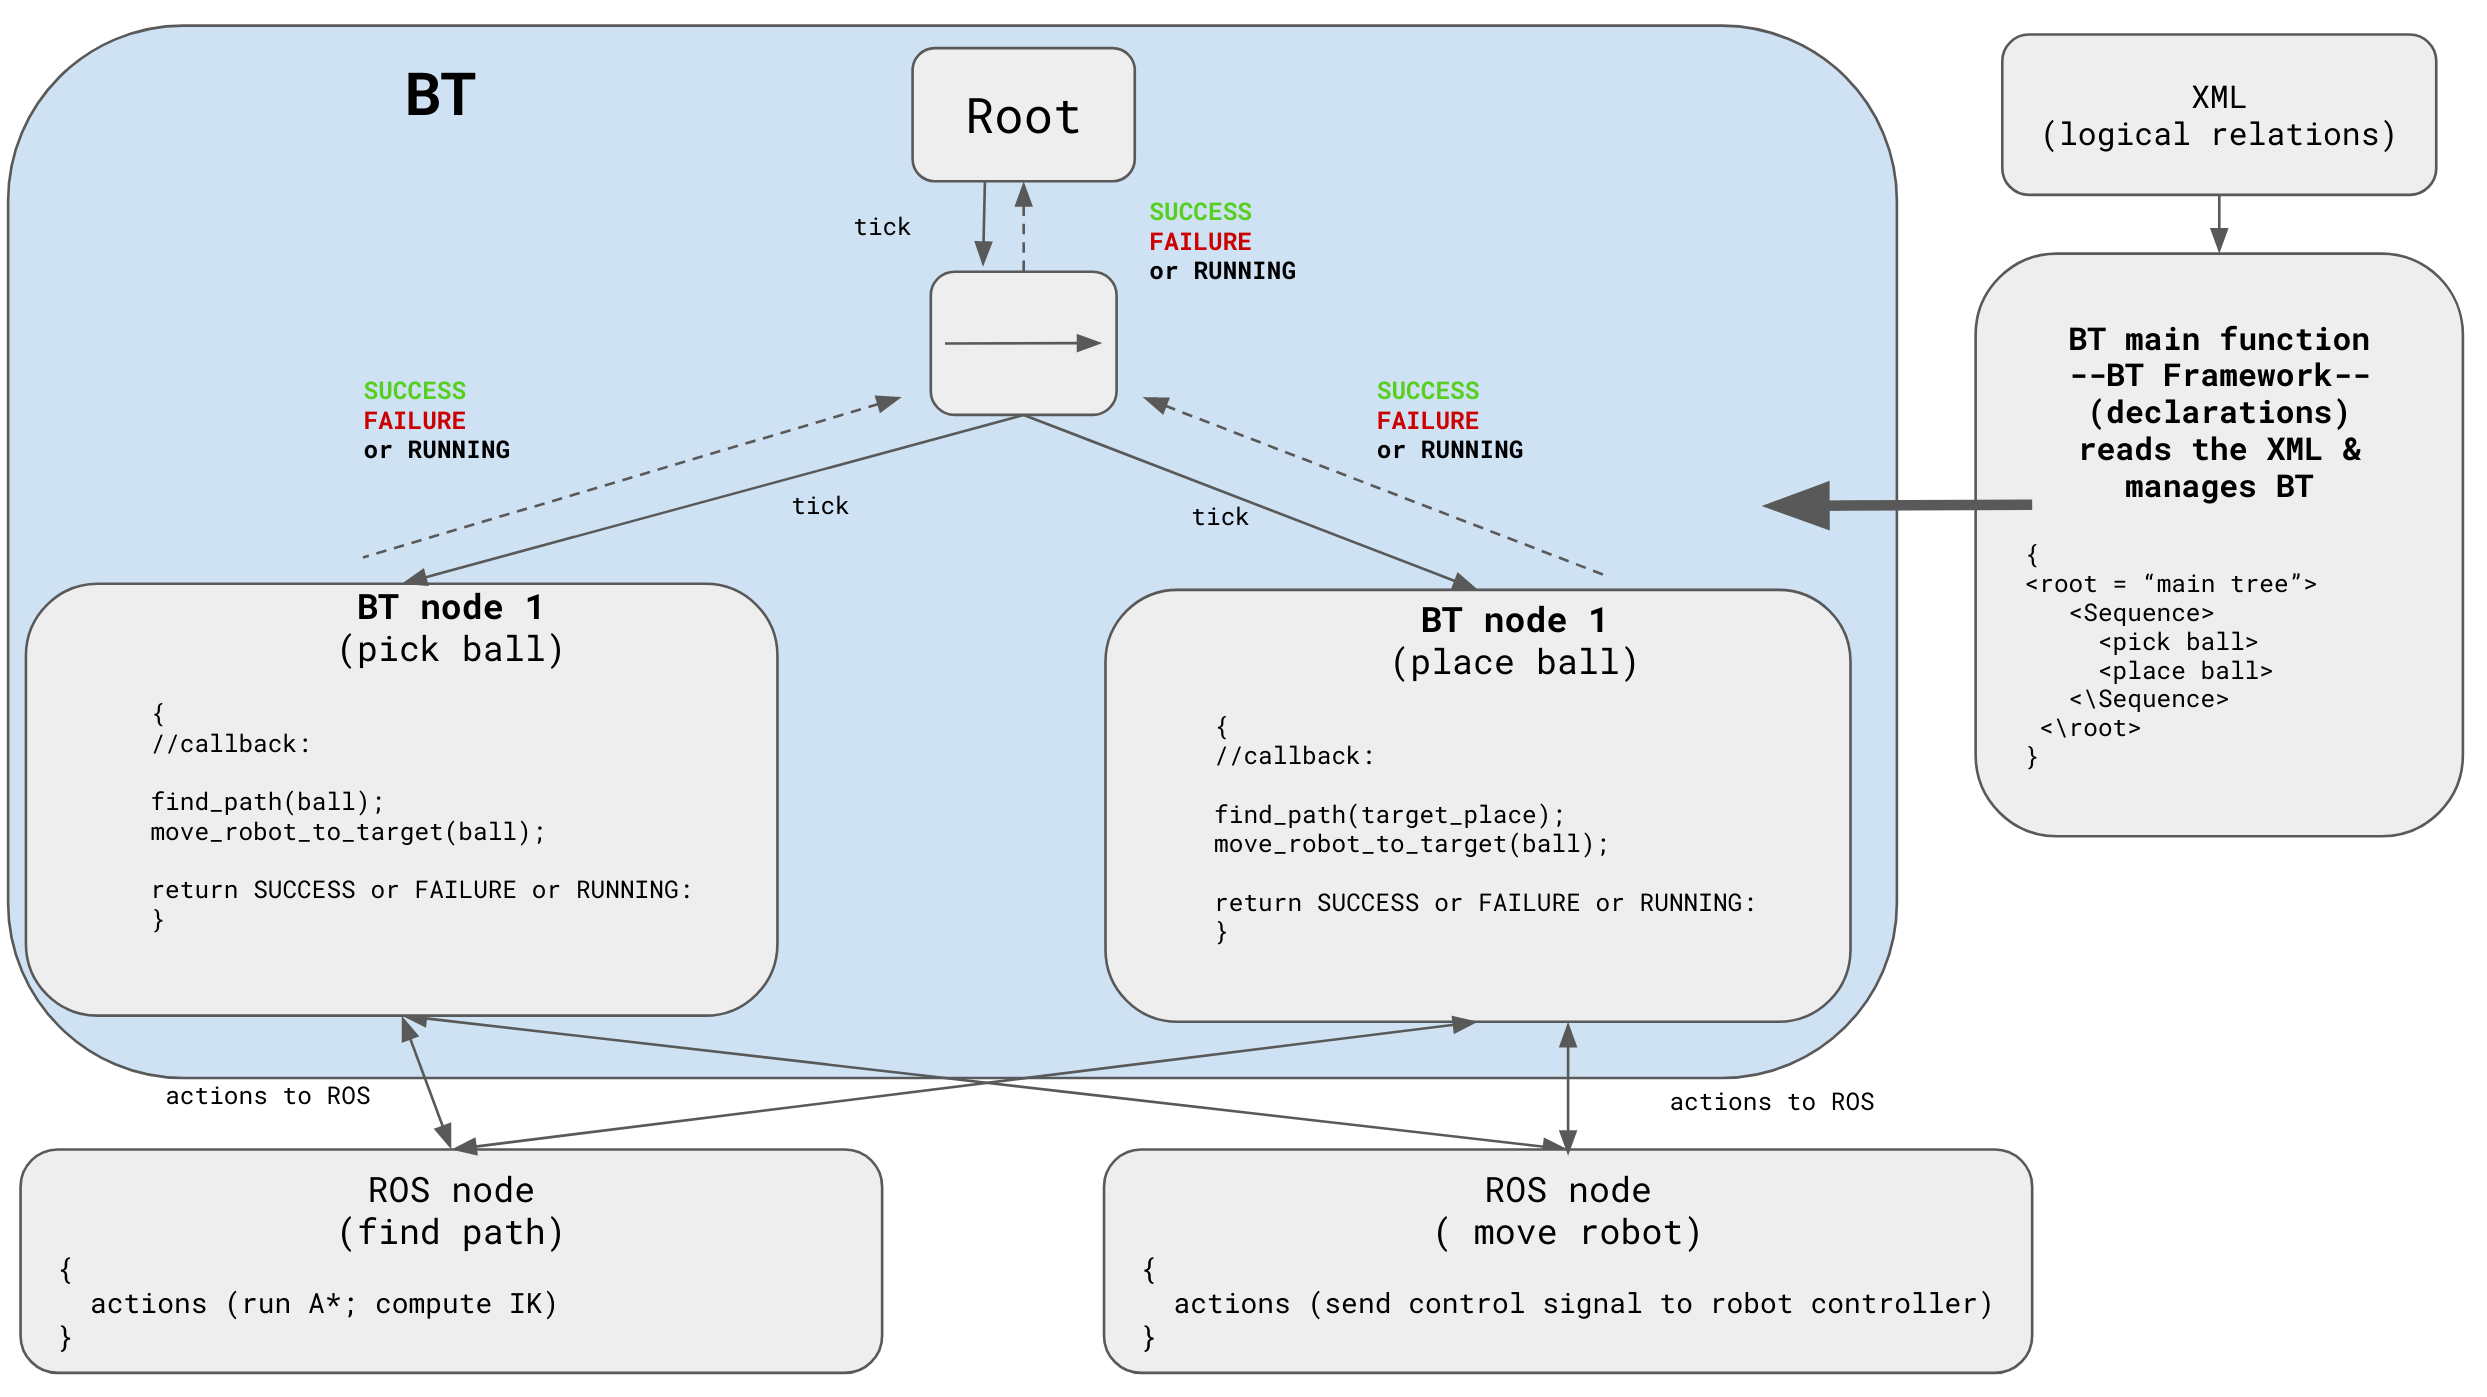 BT
Root
tick
SUCCESS
FAILURE
or RUNNING
SUCCESS
FAILURE
or RUNNING
tick
tick
SUCCESS
FAILURE
or RUNNING
BT node 1
(pick ball)
{
//callback:
find_path(ball);
move_robot_to_target(ball);
return SUCCESS or FAILURE or RUNNING:
}
BT node 1
(place ball)
{
//callback:
find_path(target_place);
move_robot_to_target(ball);
return SUCCESS or FAILURE or RUNNING:
}
actions to ROS
actions to ROS
ROS node
(find path)
{
actions (run A*; compute IK)
}
ROS node
( move robot)
{
actions (send control signal to robot controller)
}
XML
(logical relations)
BT main function
--BT Framework--
(declarations)
reads the XML &
manages BT
{
<root = “main tree”>
<Sequence>
<pick ball>
<place ball>
<\Sequence>
<\root>
}